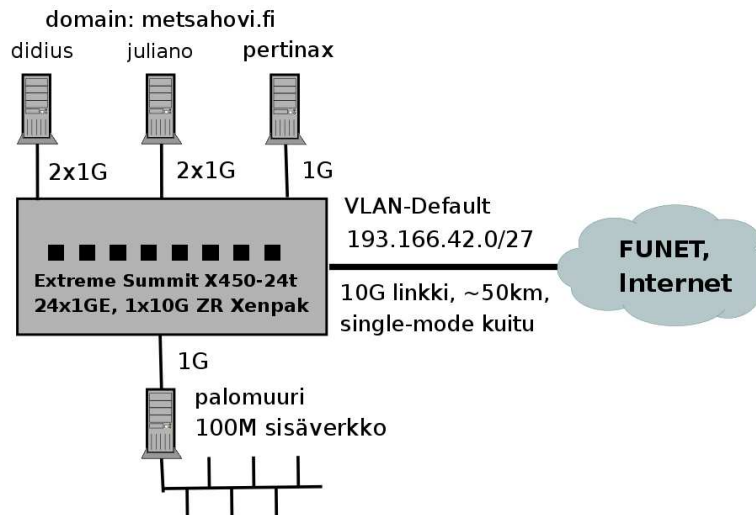 domain: metsahovi.fi
didius
juliano
pertinax
2x1G
2x1G
1G
VLAN-Default
193.166.42.0/27
FUNET,
Internet
Extreme Summit X450-24t
24x1GE, 1x10G ZR Xenpak
10G linkki, ~50km,
single-mode kuitu
1G
palomuuri
100M sisäverkko